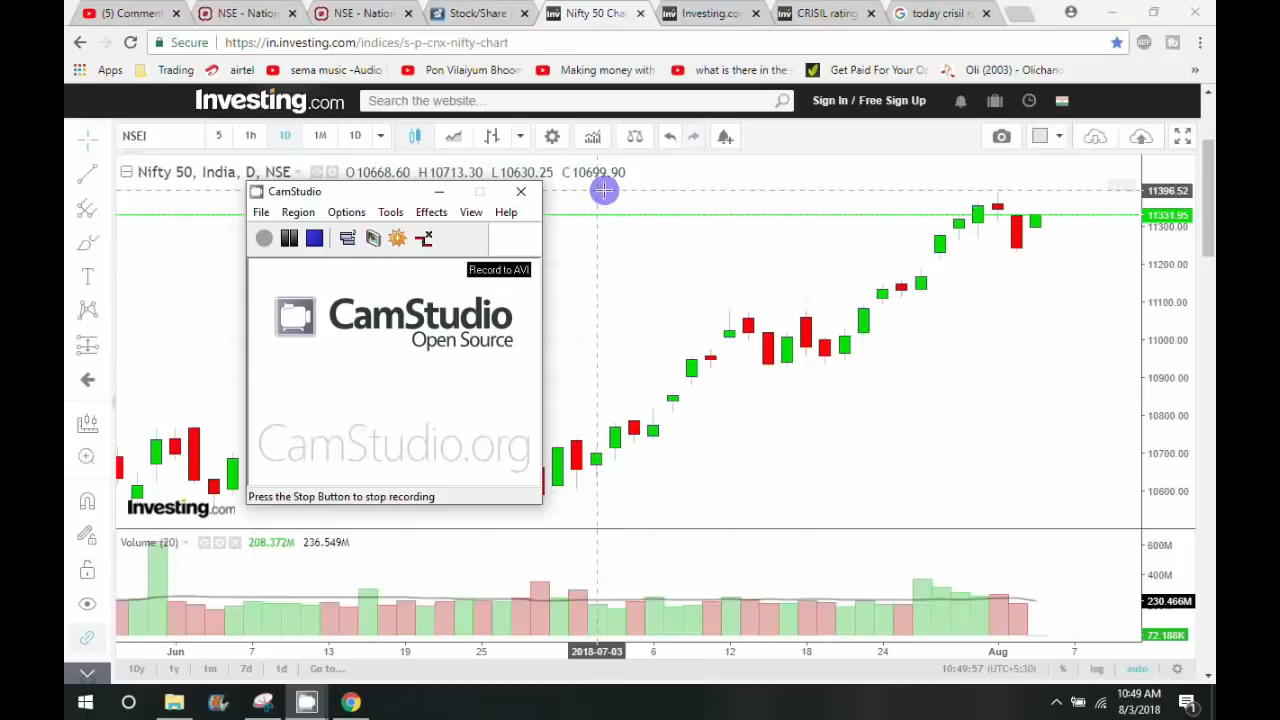 (5) Comment
NSE - Nation
NSE - Nation
Stock/Share
Nifty 50 Cha
Investing.co
CRISIL rating
today crisil r
Secure
https://in.investing.com/indices/s-p-cnx-nifty-chart
Apps
Trading
airtel
sema music -Audio
Pon Vilaiyum Bhoom
Making money with
what is there in the
Get Paid For Your Op
Oli (2003) - Olichano
»
Investing.com
Search the website...
Sign In / Free Sign Up
NSEI
5
1h
1D
1M
1D
Nifty 50, India, D, NSE
O10668.60
H10713.30
L10630.25
C10699.90
CamStudio
File
Region
Options
Tools
Effects
View
Help
Record to AVI
CamStudio
Open Source
CamStudio.org
Press the Stop Button to stop recording
11396.52
11331.95
11300.00
11200.00
11100.00
11000.00
10900.00
10800.00
10700.00
10600.00
Investing.com
Volume (20)
208.372M
236.549M
600M
400M
230.466M
72.188K
Jun
7
13
19
25
2018-07-03
6
12
18
24
Aug
7
10y
1y
1m
7d
1d
Go to...
10:49:57 (UTC+5:30)
%
log
auto
10:49 AM
8/3/2018
1